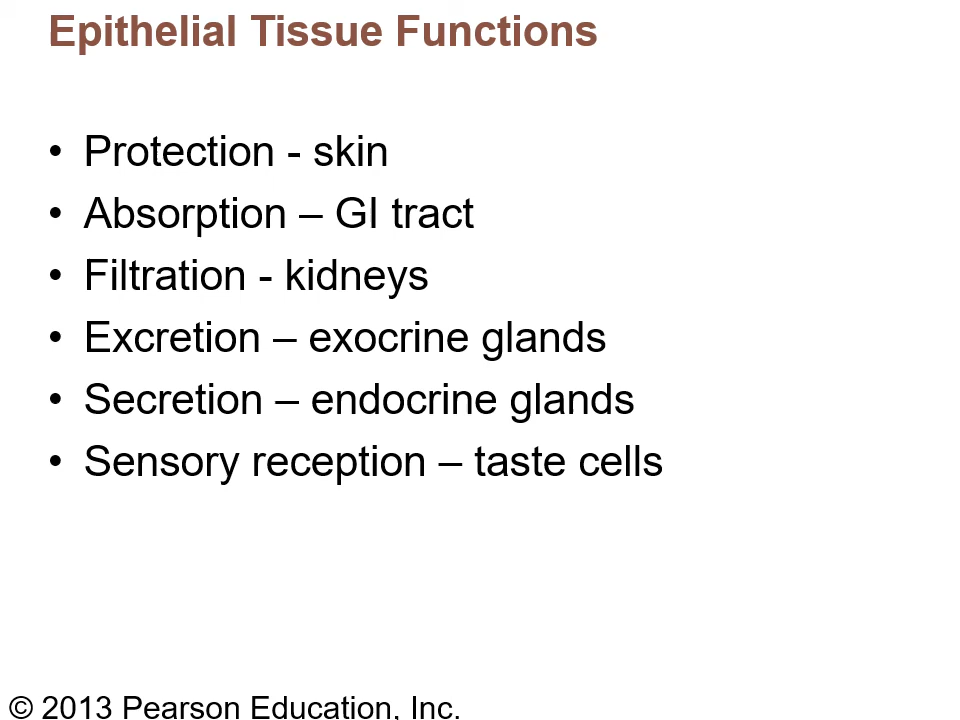 Epithelial Tissue Functions
• Protection - skin
• Absorption – GI tract
• Filtration - kidneys
• Excretion – exocrine glands
• Secretion – endocrine glands
• Sensory reception – taste cells
© 2013 Pearson Education, Inc.